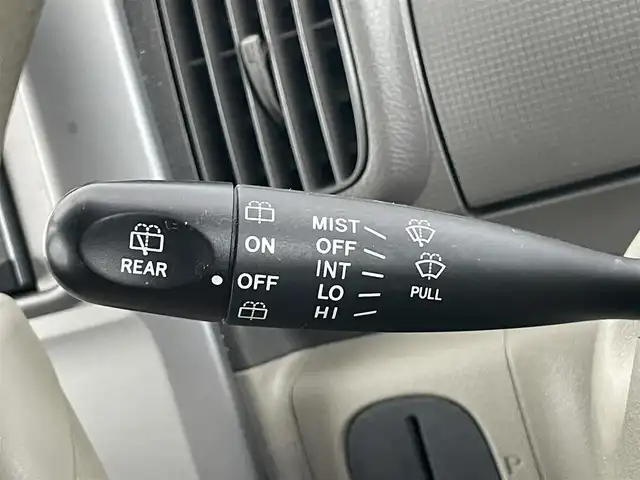 REAR
ON
OFF
MIST
OFF
INT
LO
HI
PULL
P